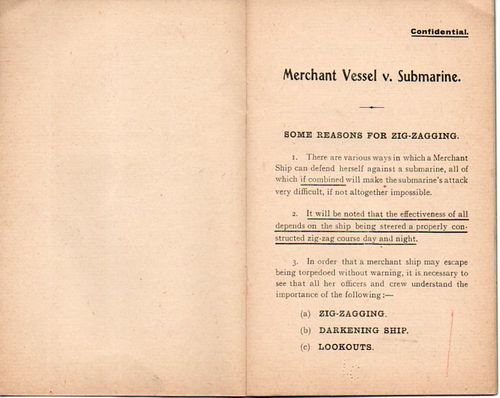 Confidential.
Merchant Vessel v. Submarine.
SOME REASONS FOR ZIG-ZAGGING.
1. There are various ways in which a Merchant
Ship can defend herself against a submarine, all of
which if combined will make the submarine's attack
very difficult, if not altogether impossible.
2. It will be noted that the effectiveness of all
depends on the ship being steered a properly con-
structed zig-zag course day and night.
3. In order that a merchant ship may escape
being torpedoed without warning, it is necessary to
see that all her officers and crew understand the
importance of the following:—
(a) ZIG-ZAGGING.
(b) DARKENING SHIP.
(c) LOOKOUTS.